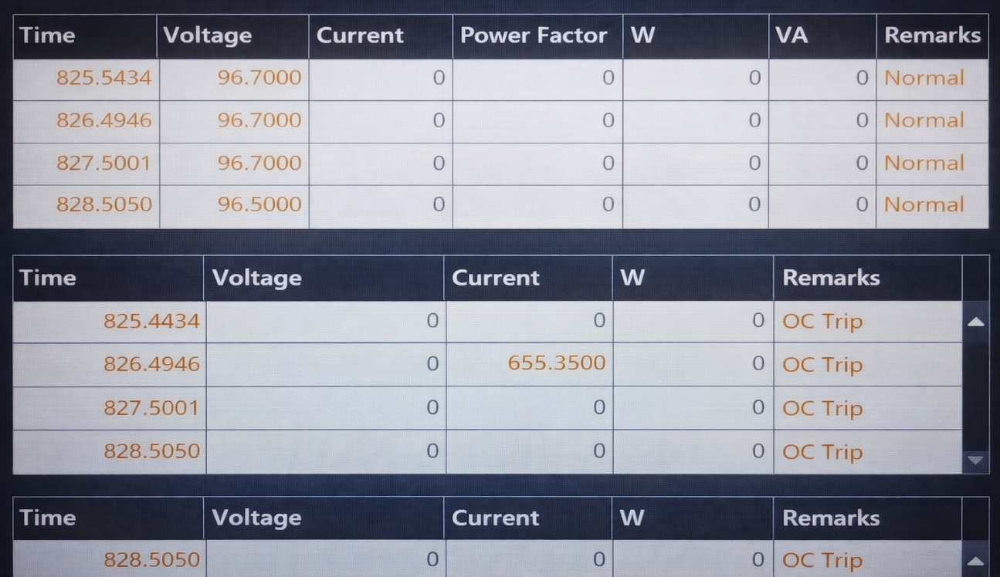 Time Voltage Current Power Factor W VA Remarks
825.5434 96.7000 0 0 0 0 Normal
826.4946 96.7000 0 0 0 0 Normal
827.5001 96.7000 0 0 0 0 Normal
828.5050 96.5000 0 0 0 0 Normal
Time Voltage Current W Remarks
825.4434 0 0 0 OC Trip
826.4946 0 655.3500 0 OC Trip
827.5001 0 0 0 OC Trip
828.5050 0 0 0 OC Trip
Time Voltage Current W Remarks
828.5050 0 0 0 OC Trip